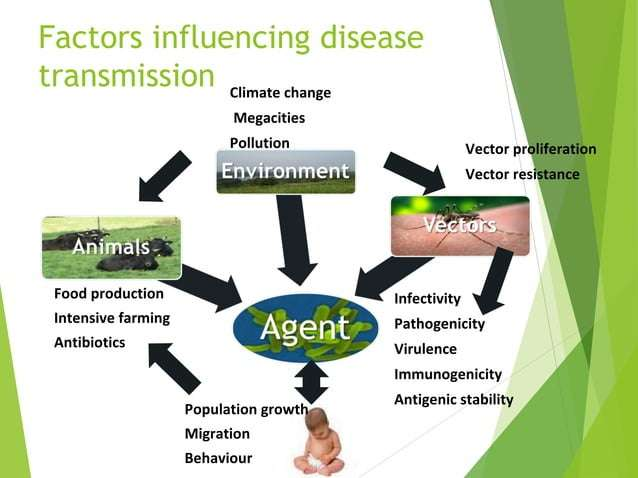 Factors influencing disease
transmission
Climate change
Megacities
Pollution
Environment
Vector proliferation
Vector resistance
Vectors
Animals
Food production
Intensive farming
Antibiotics
Agent
Infectivity
Pathogenicity
Virulence
Immunogenicity
Antigenic stability
Population growth
Migration
Behaviour